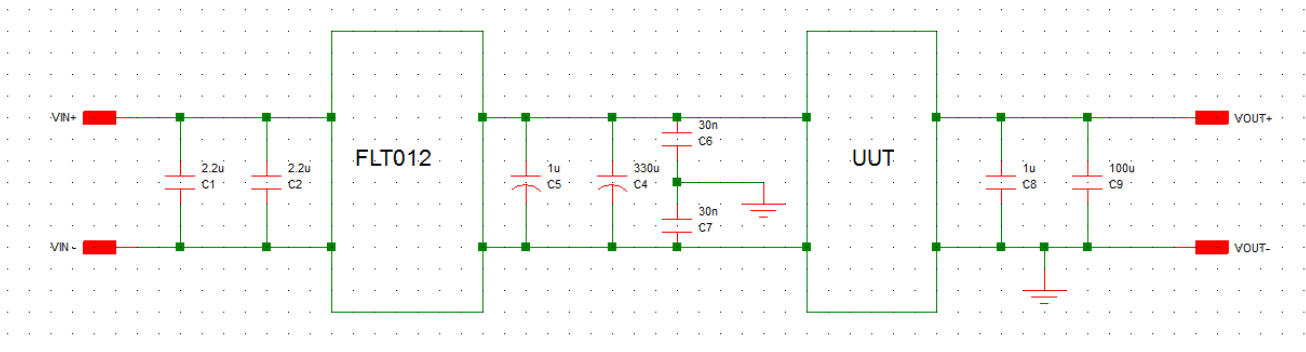 VIN+
2.2u
C1
2.2u
C2
VIN -
FLT012
1u
C5
330u
C4
30n
C6
30n
C7
UUT
1u
C8
100u
C9
VOUT+
VOUT-